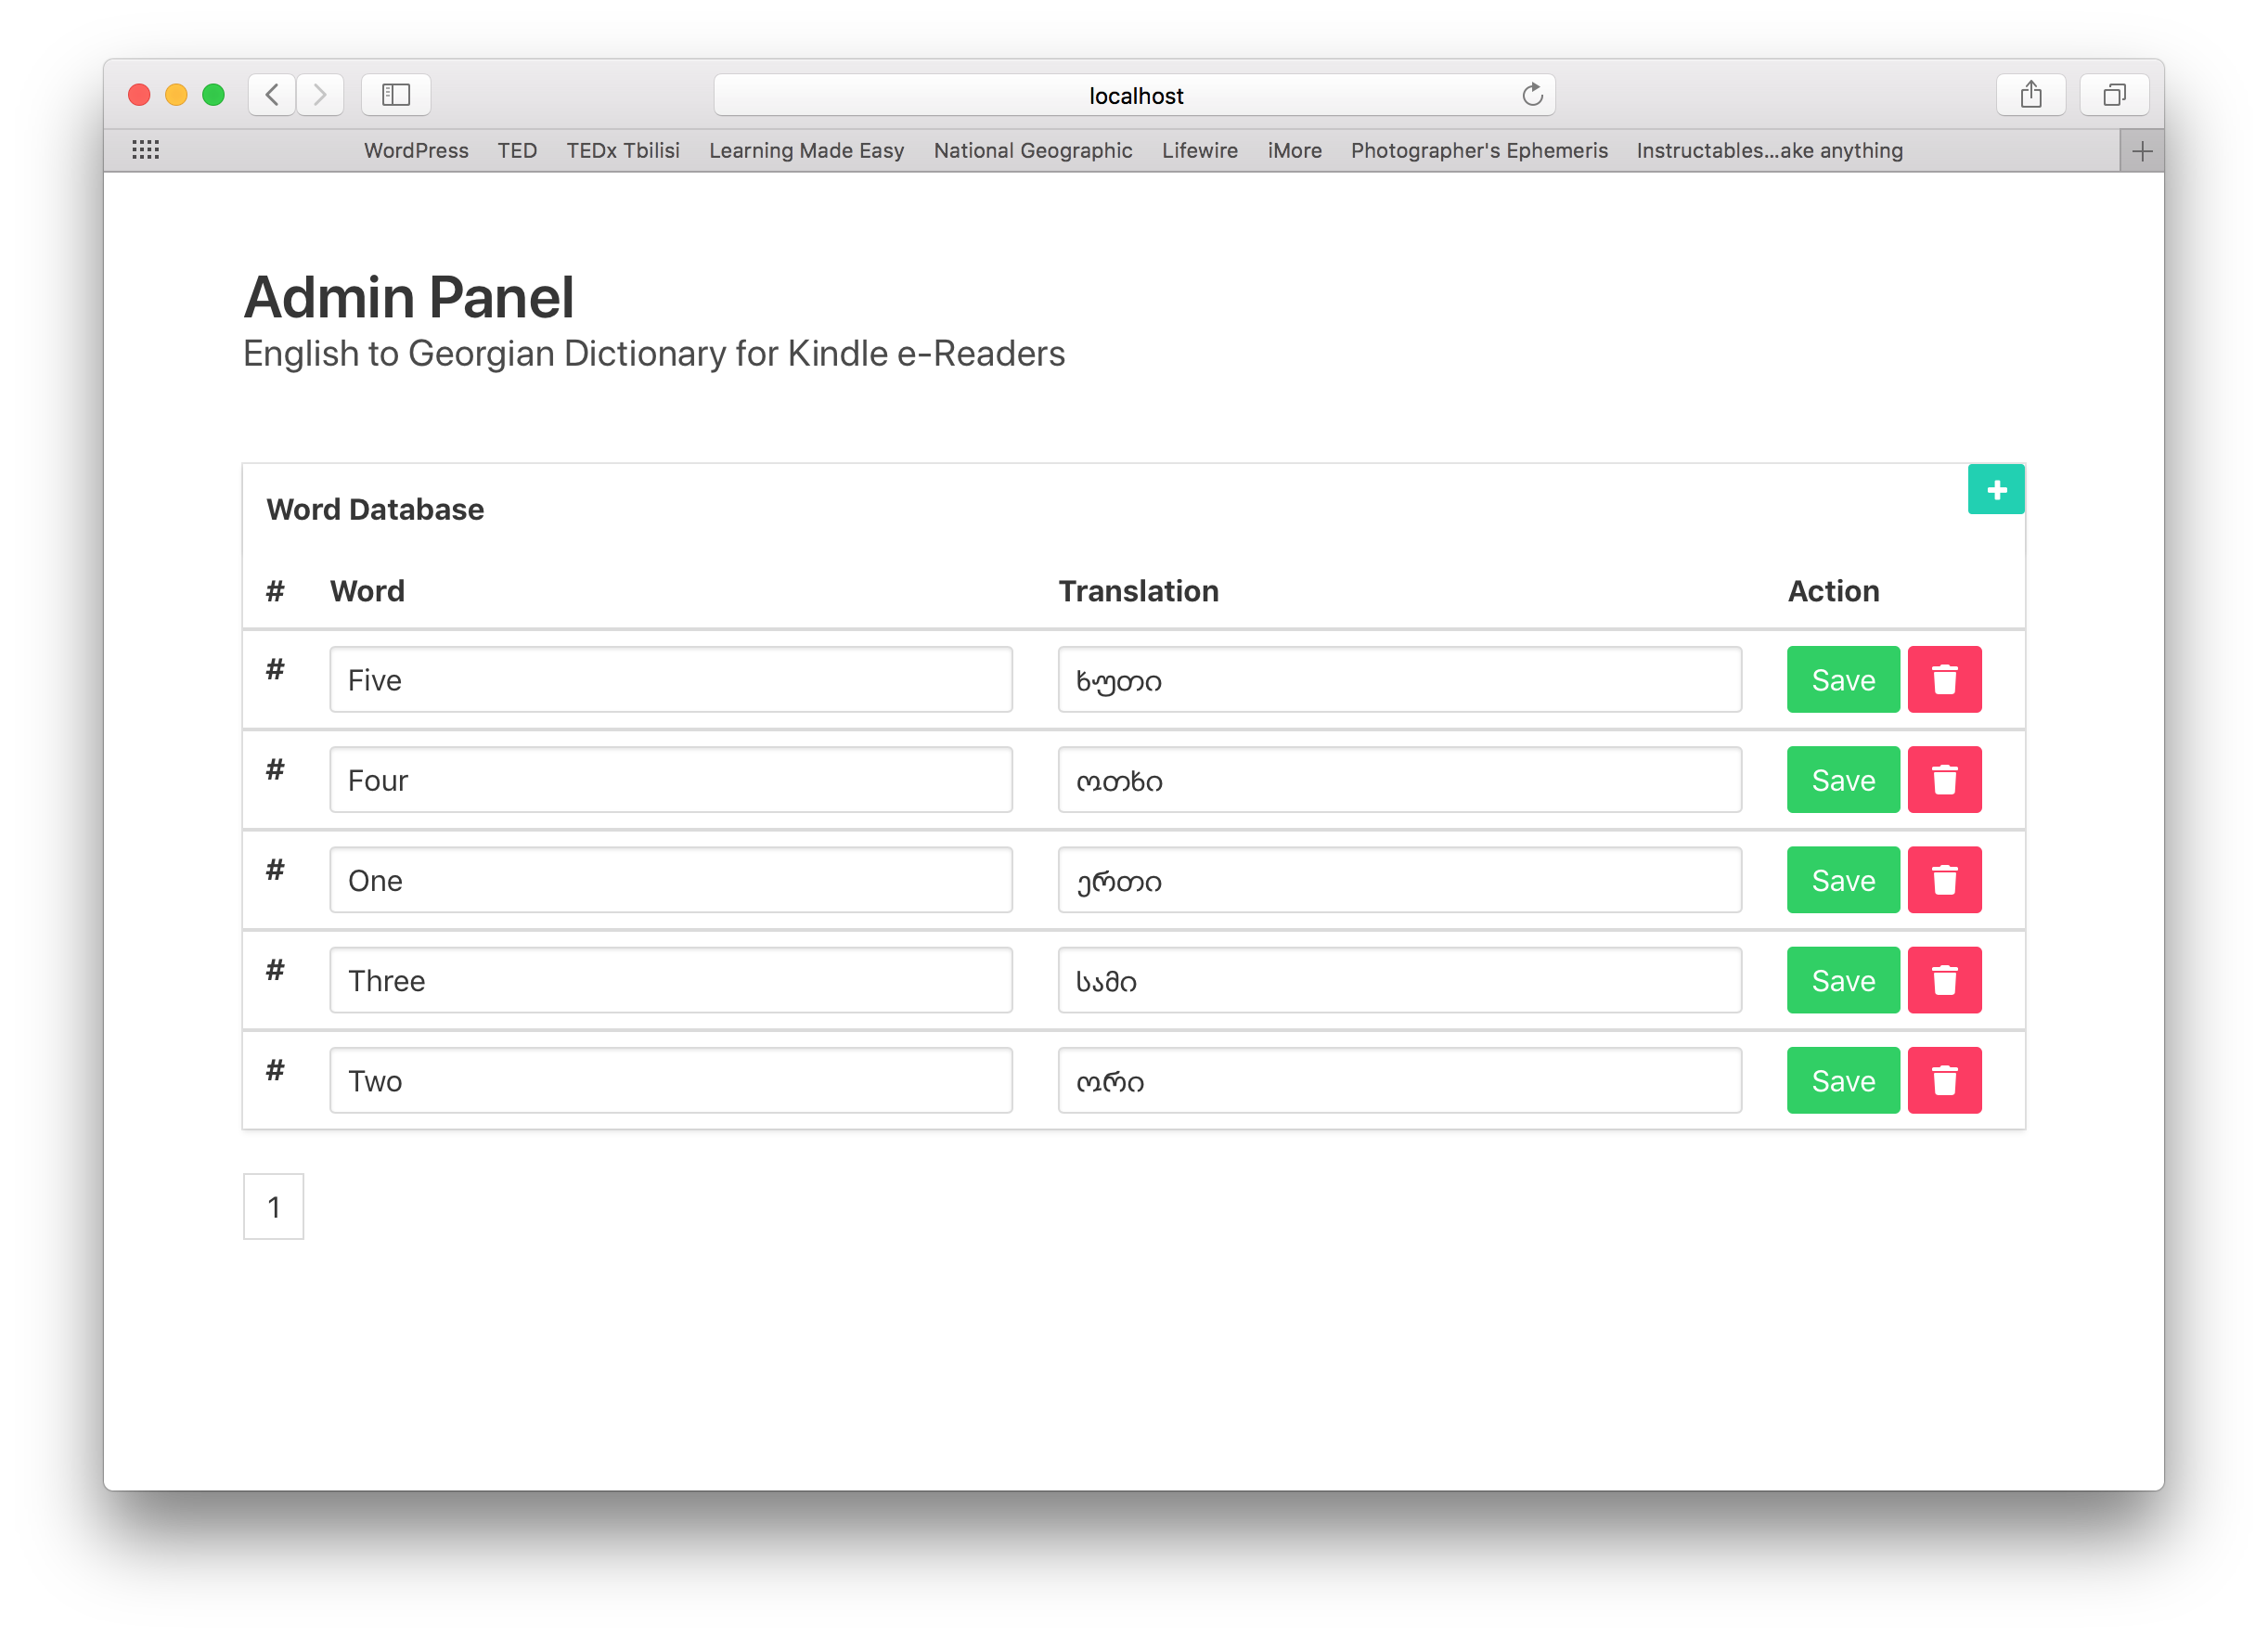 localhost
WordPress TED TEDx Tbilisi Learning Made Easy National Geographic Lifewire iMore Photographer's Ephemeris Instructables...ake anything
Admin Panel
English to Georgian Dictionary for Kindle e-Readers
Word Database
# Word Translation Action
# Five ხუთი Save
# Four ოთხი Save
# One ერთი Save
# Three სამი Save
# Two ორი Save
1